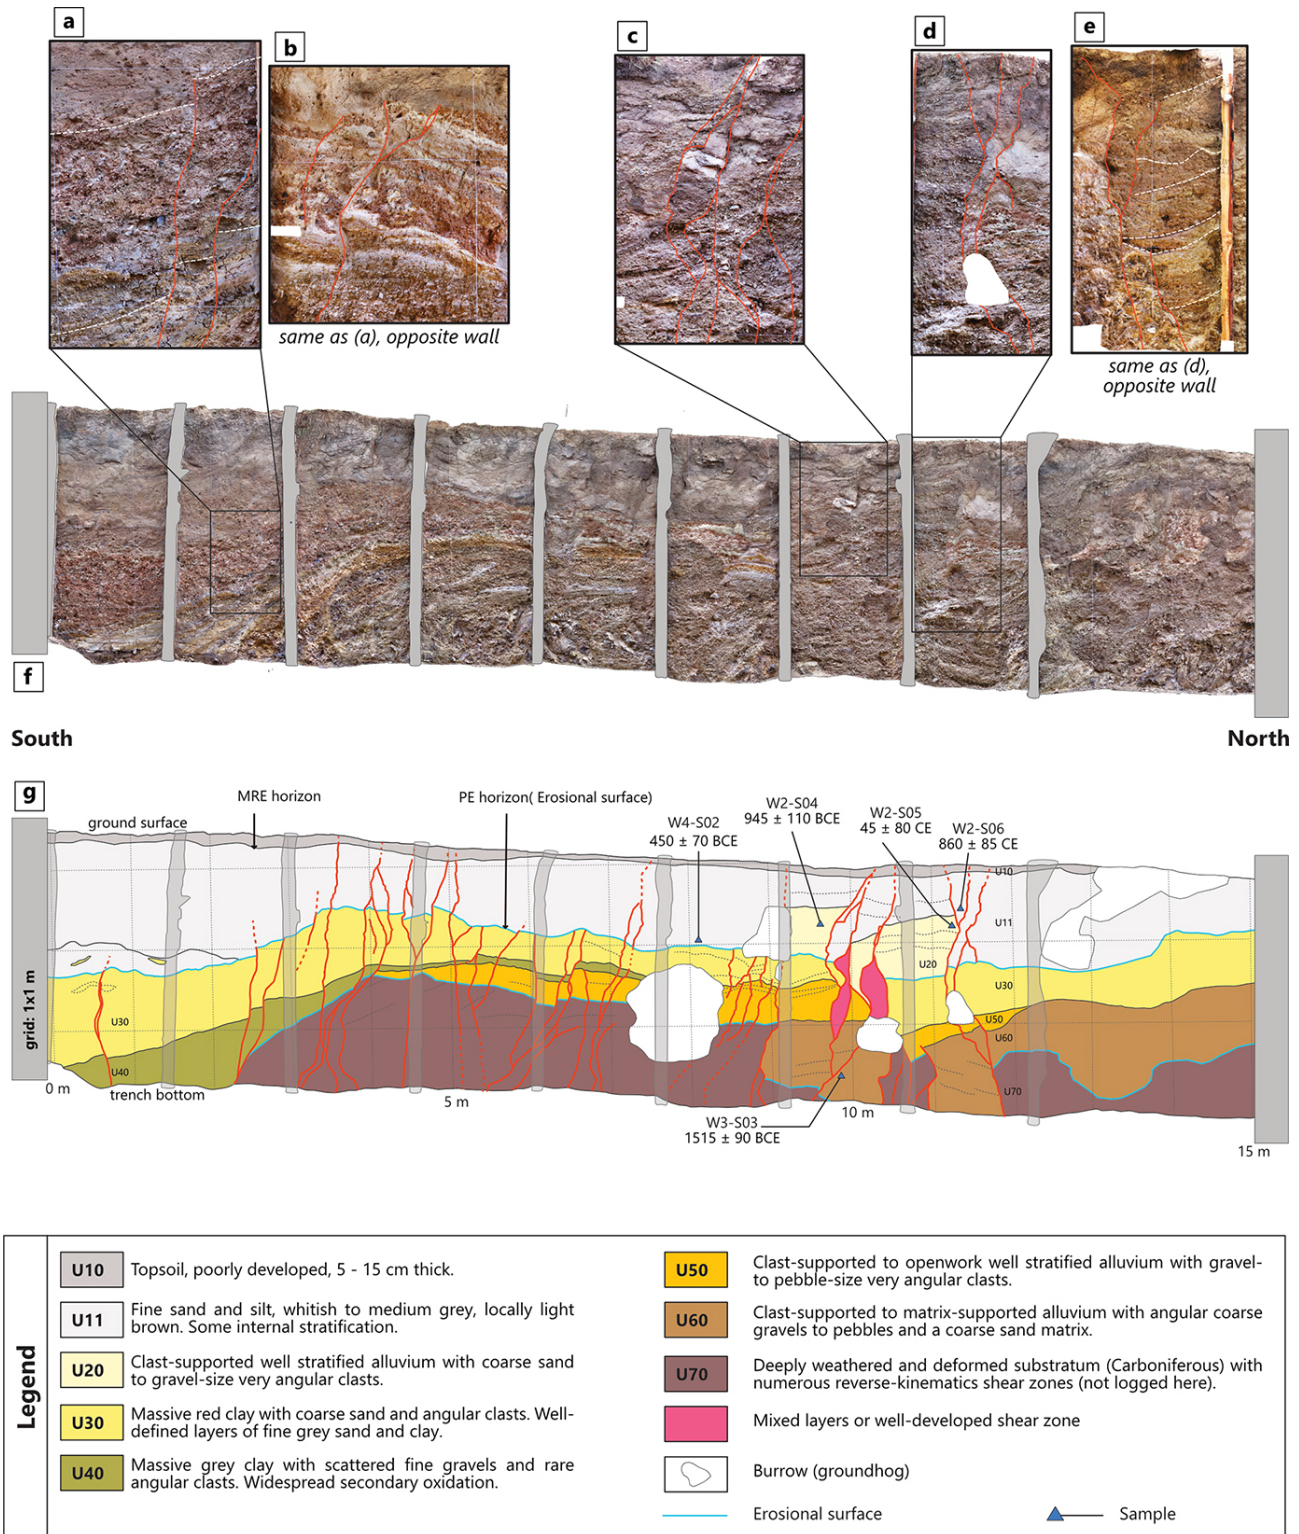 a
b
c
d
e
same as (a), opposite wall
same as (d),
opposite wall
f
South
North
g
MRE horizon
PE horizon( Erosional surface)
ground surface
W4-S02
450 ± 70 BCE
W2-S04
945 ± 110 BCE
W2-S05
45 ± 80 CE
W2-S06
860 ± 85 CE
U10
U11
U20
U30
U50
U60
U70
U30
U40
grid: 1x1 m
0 m
trench bottom
5 m
10 m
15 m
W3-S03
1515 ± 90 BCE
Legend
U10
Topsoil, poorly developed, 5 - 15 cm thick.
U11
Fine sand and silt, whitish to medium grey, locally light
brown. Some internal stratification.
U20
Clast-supported well stratified alluvium with coarse sand
to gravel-size very angular clasts.
U30
Massive red clay with coarse sand and angular clasts. Well-
defined layers of fine grey sand and clay.
U40
Massive grey clay with scattered fine gravels and rare
angular clasts. Widespread secondary oxidation.
U50
Clast-supported to openwork well stratified alluvium with gravel-
to pebble-size very angular clasts.
U60
Clast-supported to matrix-supported alluvium with angular coarse
gravels to pebbles and a coarse sand matrix.
U70
Deeply weathered and deformed substratum (Carboniferous) with
numerous reverse-kinematics shear zones (not logged here).
Mixed layers or well-developed shear zone
Burrow (groundhog)
Erosional surface
Sample